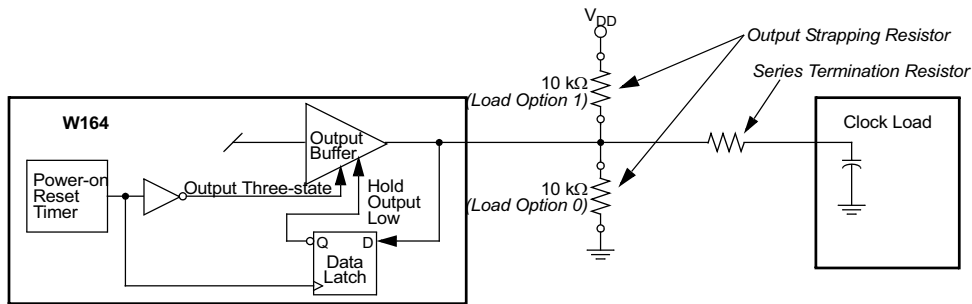 V_DD
Output Strapping Resistor
Series Termination Resistor
10 kΩ
(Load Option 1)
W164
Output
Buffer
Clock Load
Power-on
Reset
Timer
Output Three-state
Hold
Output
Low
10 kΩ
(Load Option 0)
Q
D
Data
Latch